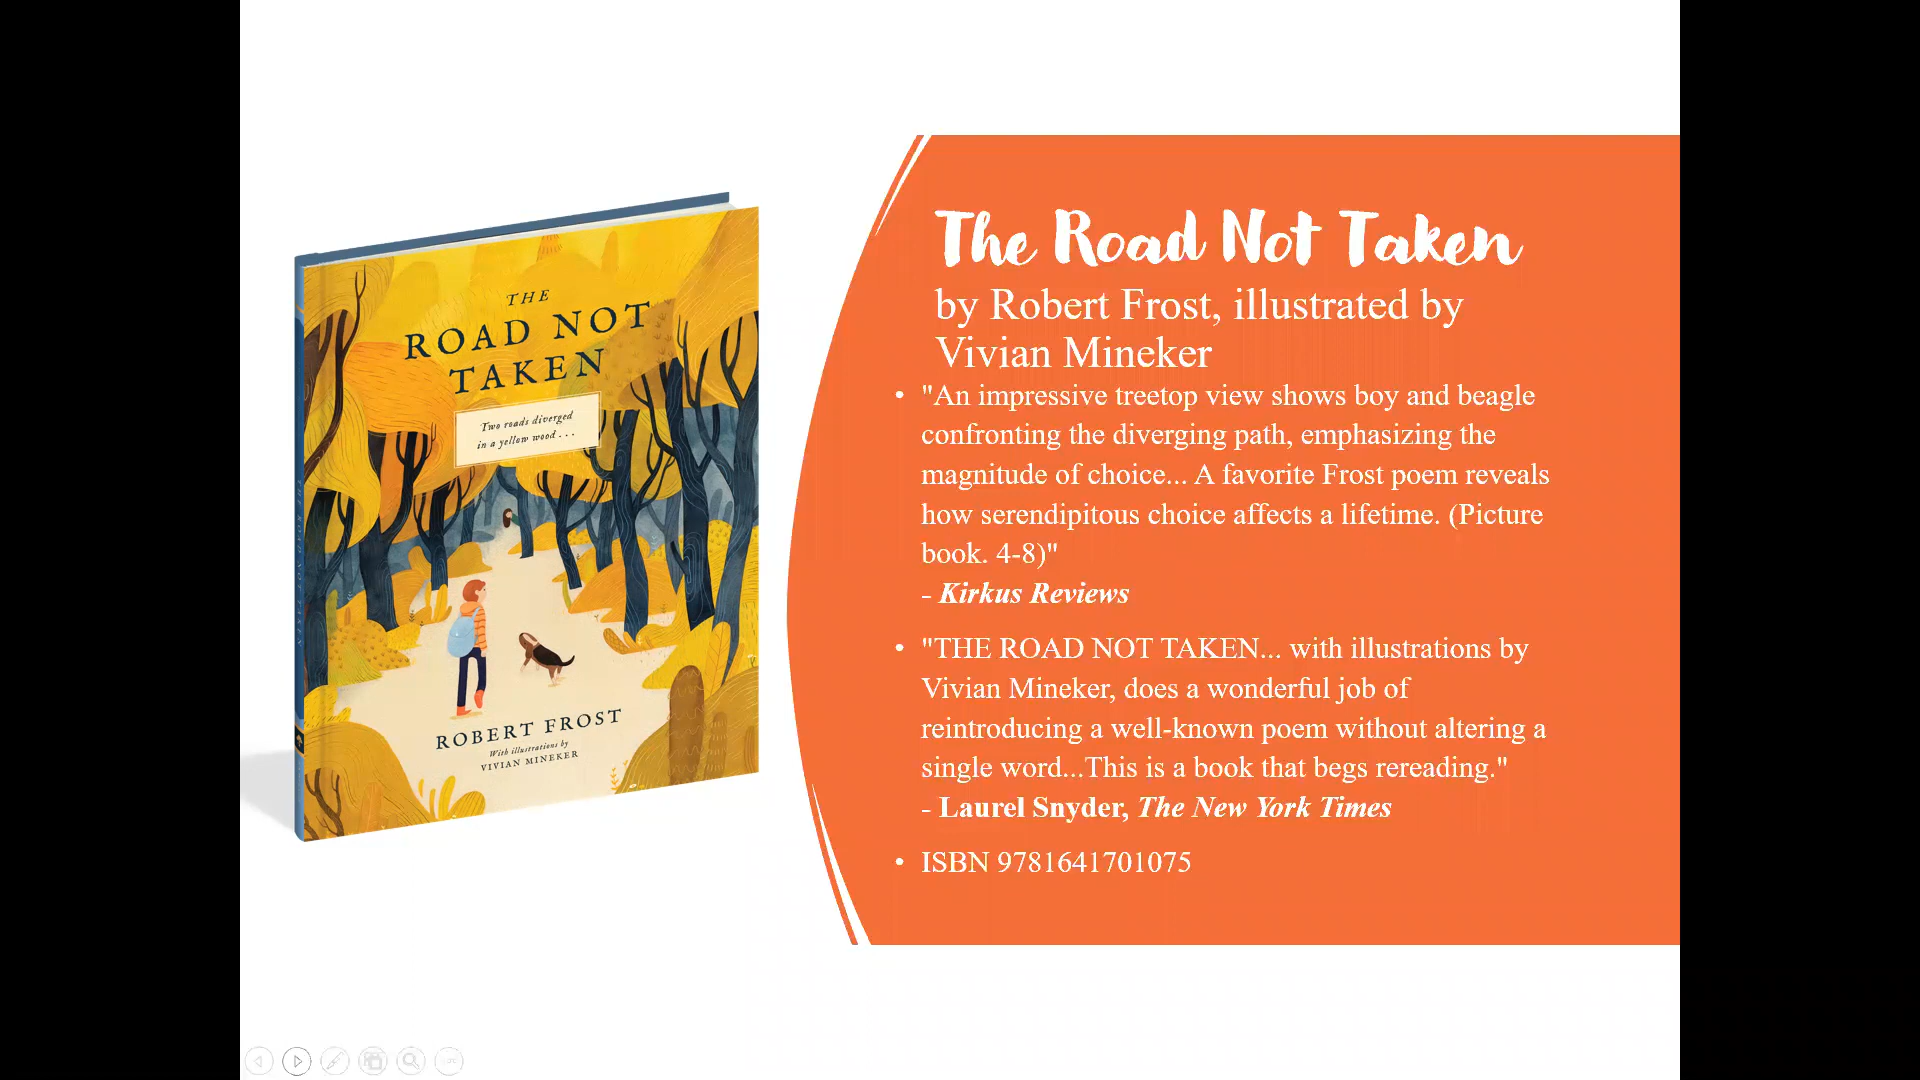 THE
ROAD NOT
TAKEN
Two roads diverged
in a yellow wood . . .
ROBERT FROST
With illustrations by
VIVIAN MINEKER
THE ROAD NOT TAKEN
The Road Not Taken
by Robert Frost, illustrated by
Vivian Mineker
• "An impressive treetop view shows boy and beagle
confronting the diverging path, emphasizing the
magnitude of choice... A favorite Frost poem reveals
how serendipitous choice affects a lifetime. (Picture
book. 4-8)"
- Kirkus Reviews
• "THE ROAD NOT TAKEN... with illustrations by
Vivian Mineker, does a wonderful job of
reintroducing a well-known poem without altering a
single word...This is a book that begs rereading."
- Laurel Snyder, The New York Times
• ISBN 9781641701075